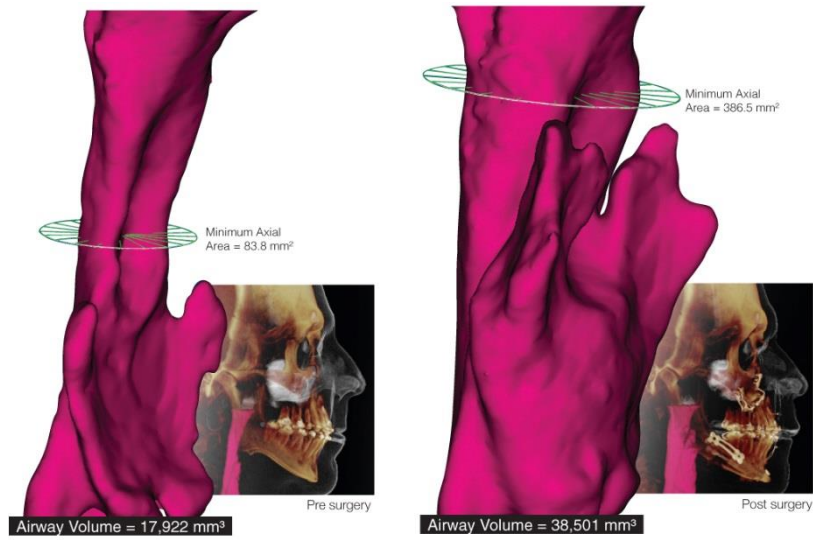 Minimum Axial
Area = 83.8 mm²
Pre surgery
Airway Volume = 17,922 mm³
Minimum Axial
Area = 386.5 mm²
Post surgery
Airway Volume = 38,501 mm³